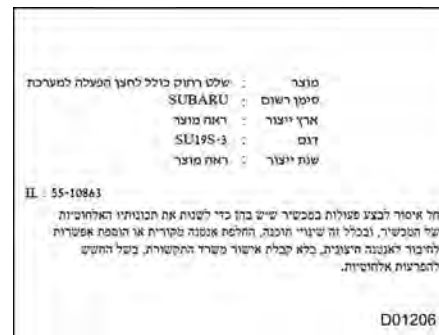 מוצר : שלט רחוק כולל לחצן הפעלה למערכת
סימן רשום : SUBARU
ארץ ייצור : ראה מוצר
דגם : SU19S-3
שנת ייצור : ראה מוצר
IL : 55-10863
חל איסור לבצע פעולות במכשיר שיש בהן כדי לשנות את תכונותיו האלחוטיות
של המכשיר, ובכלל זה שינויי תוכנה, החלפת אנטנה מקורית או הוספת אפשרות
לחיבור לאנטנה חיצונית, בלא קבלת אישור משרד התקשורת, בשל החשש
להפרעות אלחוטיות.
D01206